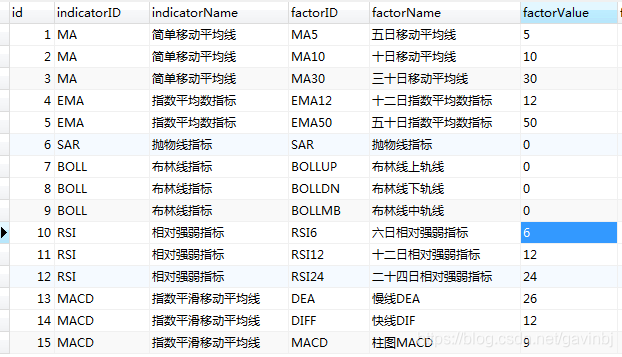 id indicatorID indicatorName factorID factorName factorValue
1 MA 简单移动平均线 MA5 五日移动平均线 5
2 MA 简单移动平均线 MA10 十日移动平均线 10
3 MA 简单移动平均线 MA30 三十日移动平均线 30
4 EMA 指数平均数指标 EMA12 十二日指数平均数指标 12
5 EMA 指数平均数指标 EMA50 五十日指数平均数指标 50
6 SAR 抛物线指标 SAR 抛物线指标 0
7 BOLL 布林线指标 BOLLUP 布林线上轨线 0
8 BOLL 布林线指标 BOLLDN 布林线下轨线 0
9 BOLL 布林线指标 BOLLMB 布林线中轨线 0
10 RSI 相对强弱指标 RSI6 六日相对强弱指标 6
11 RSI 相对强弱指标 RSI12 十二日相对强弱指标 12
12 RSI 相对强弱指标 RSI24 二十四日相对强弱指标 24
13 MACD 指数平滑移动平均线 DEA 慢线DEA 26
14 MACD 指数平滑移动平均线 DIFF 快线DIF 12
15 MACD 指数平滑移动平均线 MACD 柱图MACD 9
https://blog.csdn.net/gavinbj